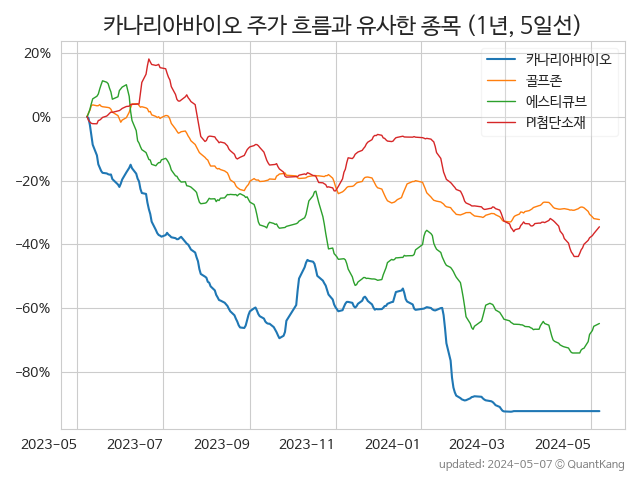 카나리아바이오 주가 흐름과 유사한 종목 (1년, 5일선)
카나리아바이오
골프존
에스티큐브
PI첨단소재
20%
0%
−20%
−40%
−60%
−80%
2023-05 2023-07 2023-09 2023-11 2024-01 2024-03 2024-05
updated: 2024-05-07 © QuantKang